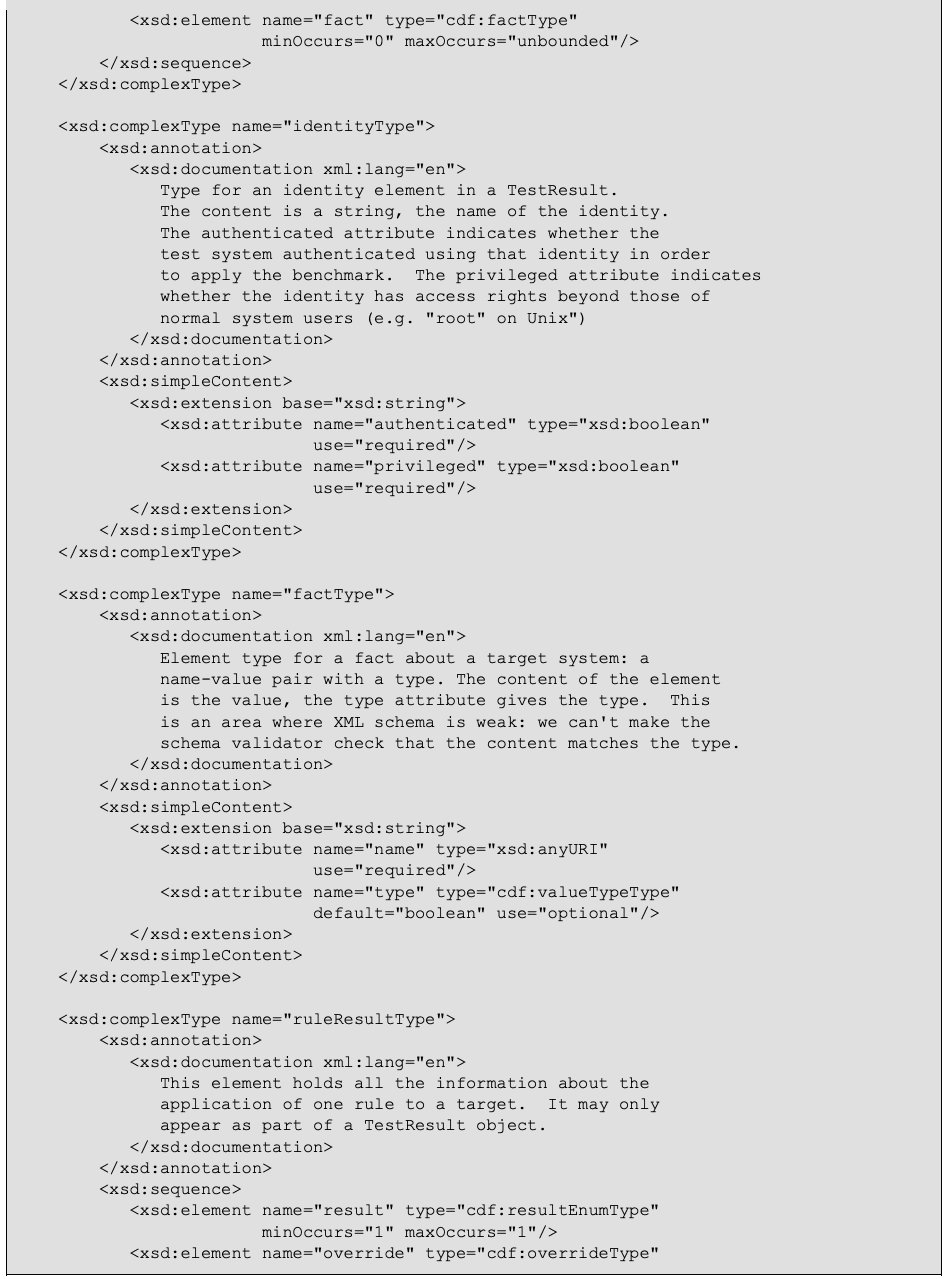 <xsd:element name="fact" type="cdf:factType"
minOccurs="0" maxOccurs="unbounded"/>
</xsd:sequence>
</xsd:complexType>
<xsd:complexType name="identityType">
<xsd:annotation>
<xsd:documentation xml:lang="en">
Type for an identity element in a TestResult.
The content is a string, the name of the identity.
The authenticated attribute indicates whether the
test system authenticated using that identity in order
to apply the benchmark.  The privileged attribute indicates
whether the identity has access rights beyond those of
normal system users (e.g. "root" on Unix")
</xsd:documentation>
</xsd:annotation>
<xsd:simpleContent>
<xsd:extension base="xsd:string">
<xsd:attribute name="authenticated" type="xsd:boolean"
use="required"/>
<xsd:attribute name="privileged" type="xsd:boolean"
use="required"/>
</xsd:extension>
</xsd:simpleContent>
</xsd:complexType>
<xsd:complexType name="factType">
<xsd:annotation>
<xsd:documentation xml:lang="en">
Element type for a fact about a target system: a
name-value pair with a type. The content of the element
is the value, the type attribute gives the type.  This
is an area where XML schema is weak: we can't make the
schema validator check that the content matches the type.
</xsd:documentation>
</xsd:annotation>
<xsd:simpleContent>
<xsd:extension base="xsd:string">
<xsd:attribute name="name" type="xsd:anyURI"
use="required"/>
<xsd:attribute name="type" type="cdf:valueTypeType"
default="boolean" use="optional"/>
</xsd:extension>
</xsd:simpleContent>
</xsd:complexType>
<xsd:complexType name="ruleResultType">
<xsd:annotation>
<xsd:documentation xml:lang="en">
This element holds all the information about the
application of one rule to a target.  It may only
appear as part of a TestResult object.
</xsd:documentation>
</xsd:annotation>
<xsd:sequence>
<xsd:element name="result" type="cdf:resultEnumType"
minOccurs="1" maxOccurs="1"/>
<xsd:element name="override" type="cdf:overrideType"